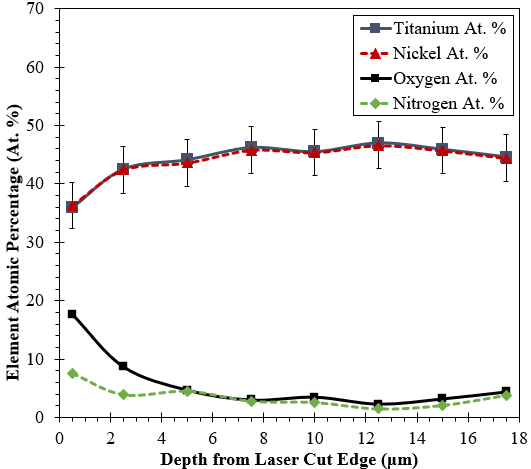 70
60
50
40
30
20
10
0
Element Atomic Percentage (At. %)
Titanium At. %
Nickel At. %
Oxygen At. %
Nitrogen At. %
0 2 4 6 8 10 12 14 16 18
Depth from Laser Cut Edge (μm)